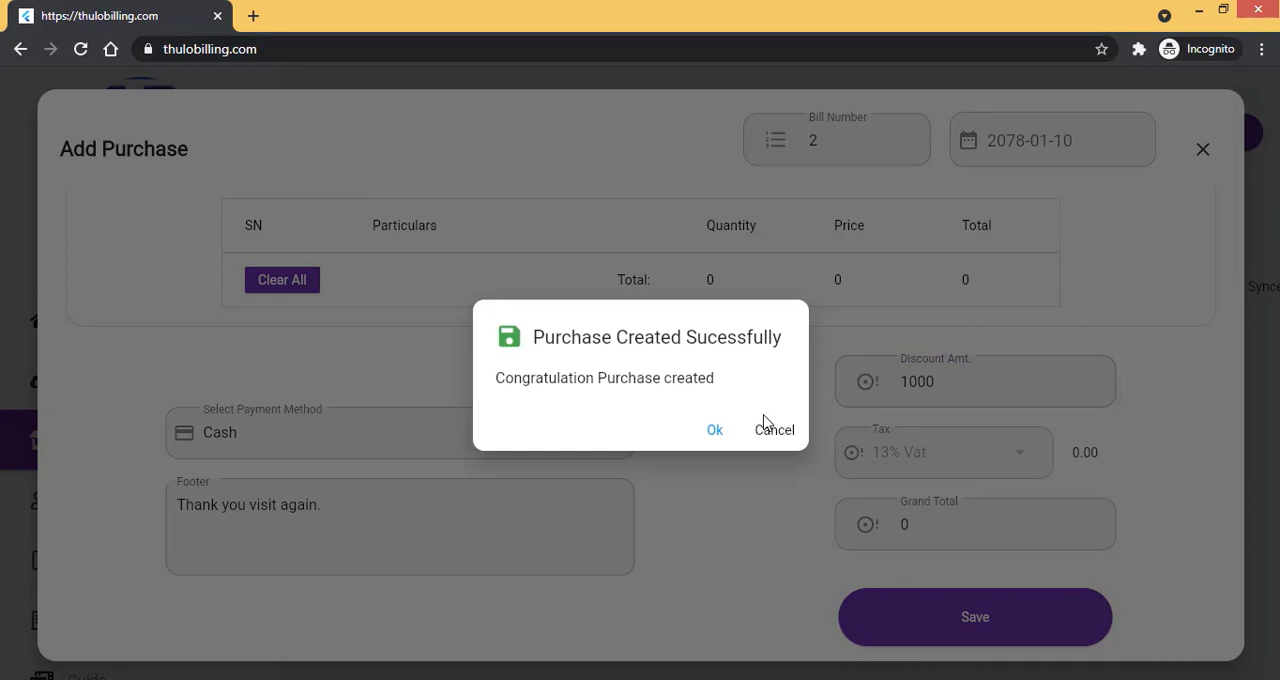 https://thulobilling.com
thulobilling.com
Incognito
Add Purchase
Bill Number
2
2078-01-10
SN Particulars Quantity Price Total
Clear All Total: 0 0 0
Synce
Purchase Created Sucessfully
Congratulation Purchase created
Ok Cancel
Select Payment Method
Cash
Footer
Thank you visit again.
Discount Amt.
1000
Tax
13% Vat 0.00
Grand Total
0
Save
Guide